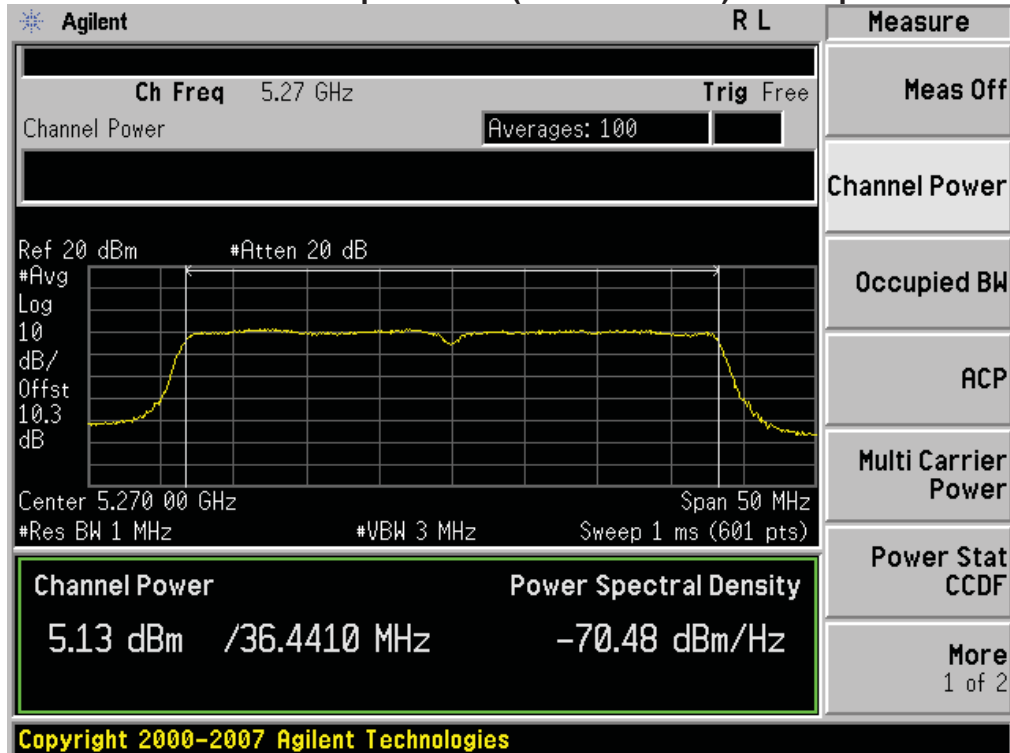 Agilent R L Measure
Ch Freq 5.27 GHz Trig Free
Channel Power Averages: 100
Ref 20 dBm #Atten 20 dB
#Avg
Log
10
dB/
Offst
10.3
dB
Center 5.270 00 GHz Span 50 MHz
#Res BW 1 MHz #VBW 3 MHz Sweep 1 ms (601 pts)
Channel Power Power Spectral Density
5.13 dBm /36.4410 MHz -70.48 dBm/Hz
Copyright 2000-2007 Agilent Technologies
Meas Off
Channel Power
Occupied BW
ACP
Multi Carrier
Power
Power Stat
CCDF
More
1 of 2